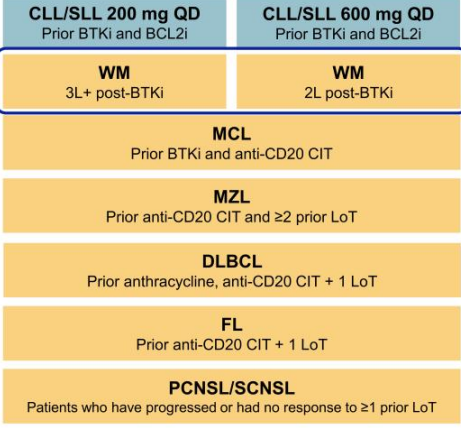 CLL/SLL 200 mg QD
Prior BTKi and BCL2i
CLL/SLL 600 mg QD
Prior BTKi and BCL2i
WM
3L+ post-BTKi
WM
2L post-BTKi
MCL
Prior BTKi and anti-CD20 CIT
MZL
Prior anti-CD20 CIT and ≥2 prior LoT
DLBCL
Prior anthracycline, anti-CD20 CIT + 1 LoT
FL
Prior anti-CD20 CIT + 1 LoT
PCNSL/SCNSL
Patients who have progressed or had no response to ≥1 prior LoT